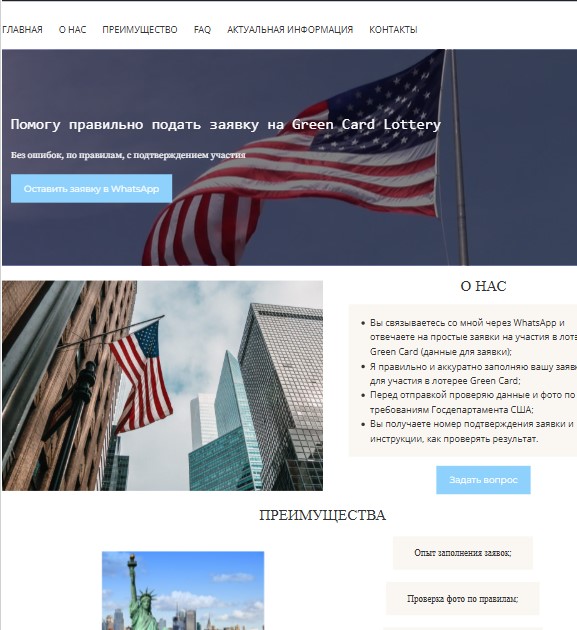 ГЛАВНАЯ О НАС ПРЕИМУЩЕСТВО FAQ АКТУАЛЬНАЯ ИНФОРМАЦИЯ КОНТАКТЫ
Помогу правильно подать заявку на Green Card Lottery
Без ошибок, по правилам, с подтверждением участия
Оставить заявку в WhatsApp
О НАС
Вы связываетесь со мной через WhatsApp и
отвечаете на простые заявки на участия в
Green Card (данные для заявки);
Я правильно и аккуратно заполняю вашу
для участия в лотерее Green Card;
Перед отправкой проверяю данные и фото по
требованиям Госдепартамента США;
Вы получаете номер подтверждения заявки и
инструкции, как проверять результат.
Задать вопрос
ПРЕИМУЩЕСТВА
Опыт заполнения заявок;
Проверка фото по правилам;